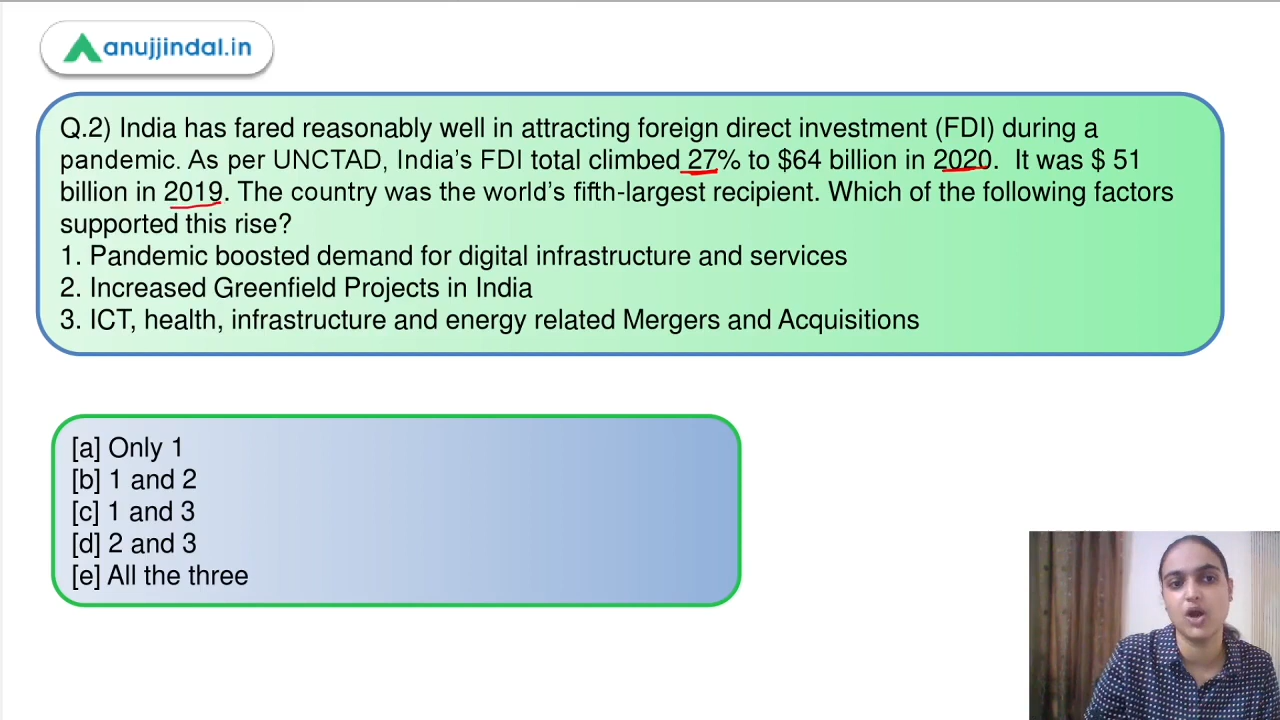 anujjindal.in
Q.2) India has fared reasonably well in attracting foreign direct investment (FDI) during a
pandemic. As per UNCTAD, India's FDI total climbed 27% to $64 billion in 2020. It was $ 51
billion in 2019. The country was the world's fifth-largest recipient. Which of the following factors
supported this rise?
1. Pandemic boosted demand for digital infrastructure and services
2. Increased Greenfield Projects in India
3. ICT, health, infrastructure and energy related Mergers and Acquisitions
[a] Only 1
[b] 1 and 2
[c] 1 and 3
[d] 2 and 3
[e] All the three